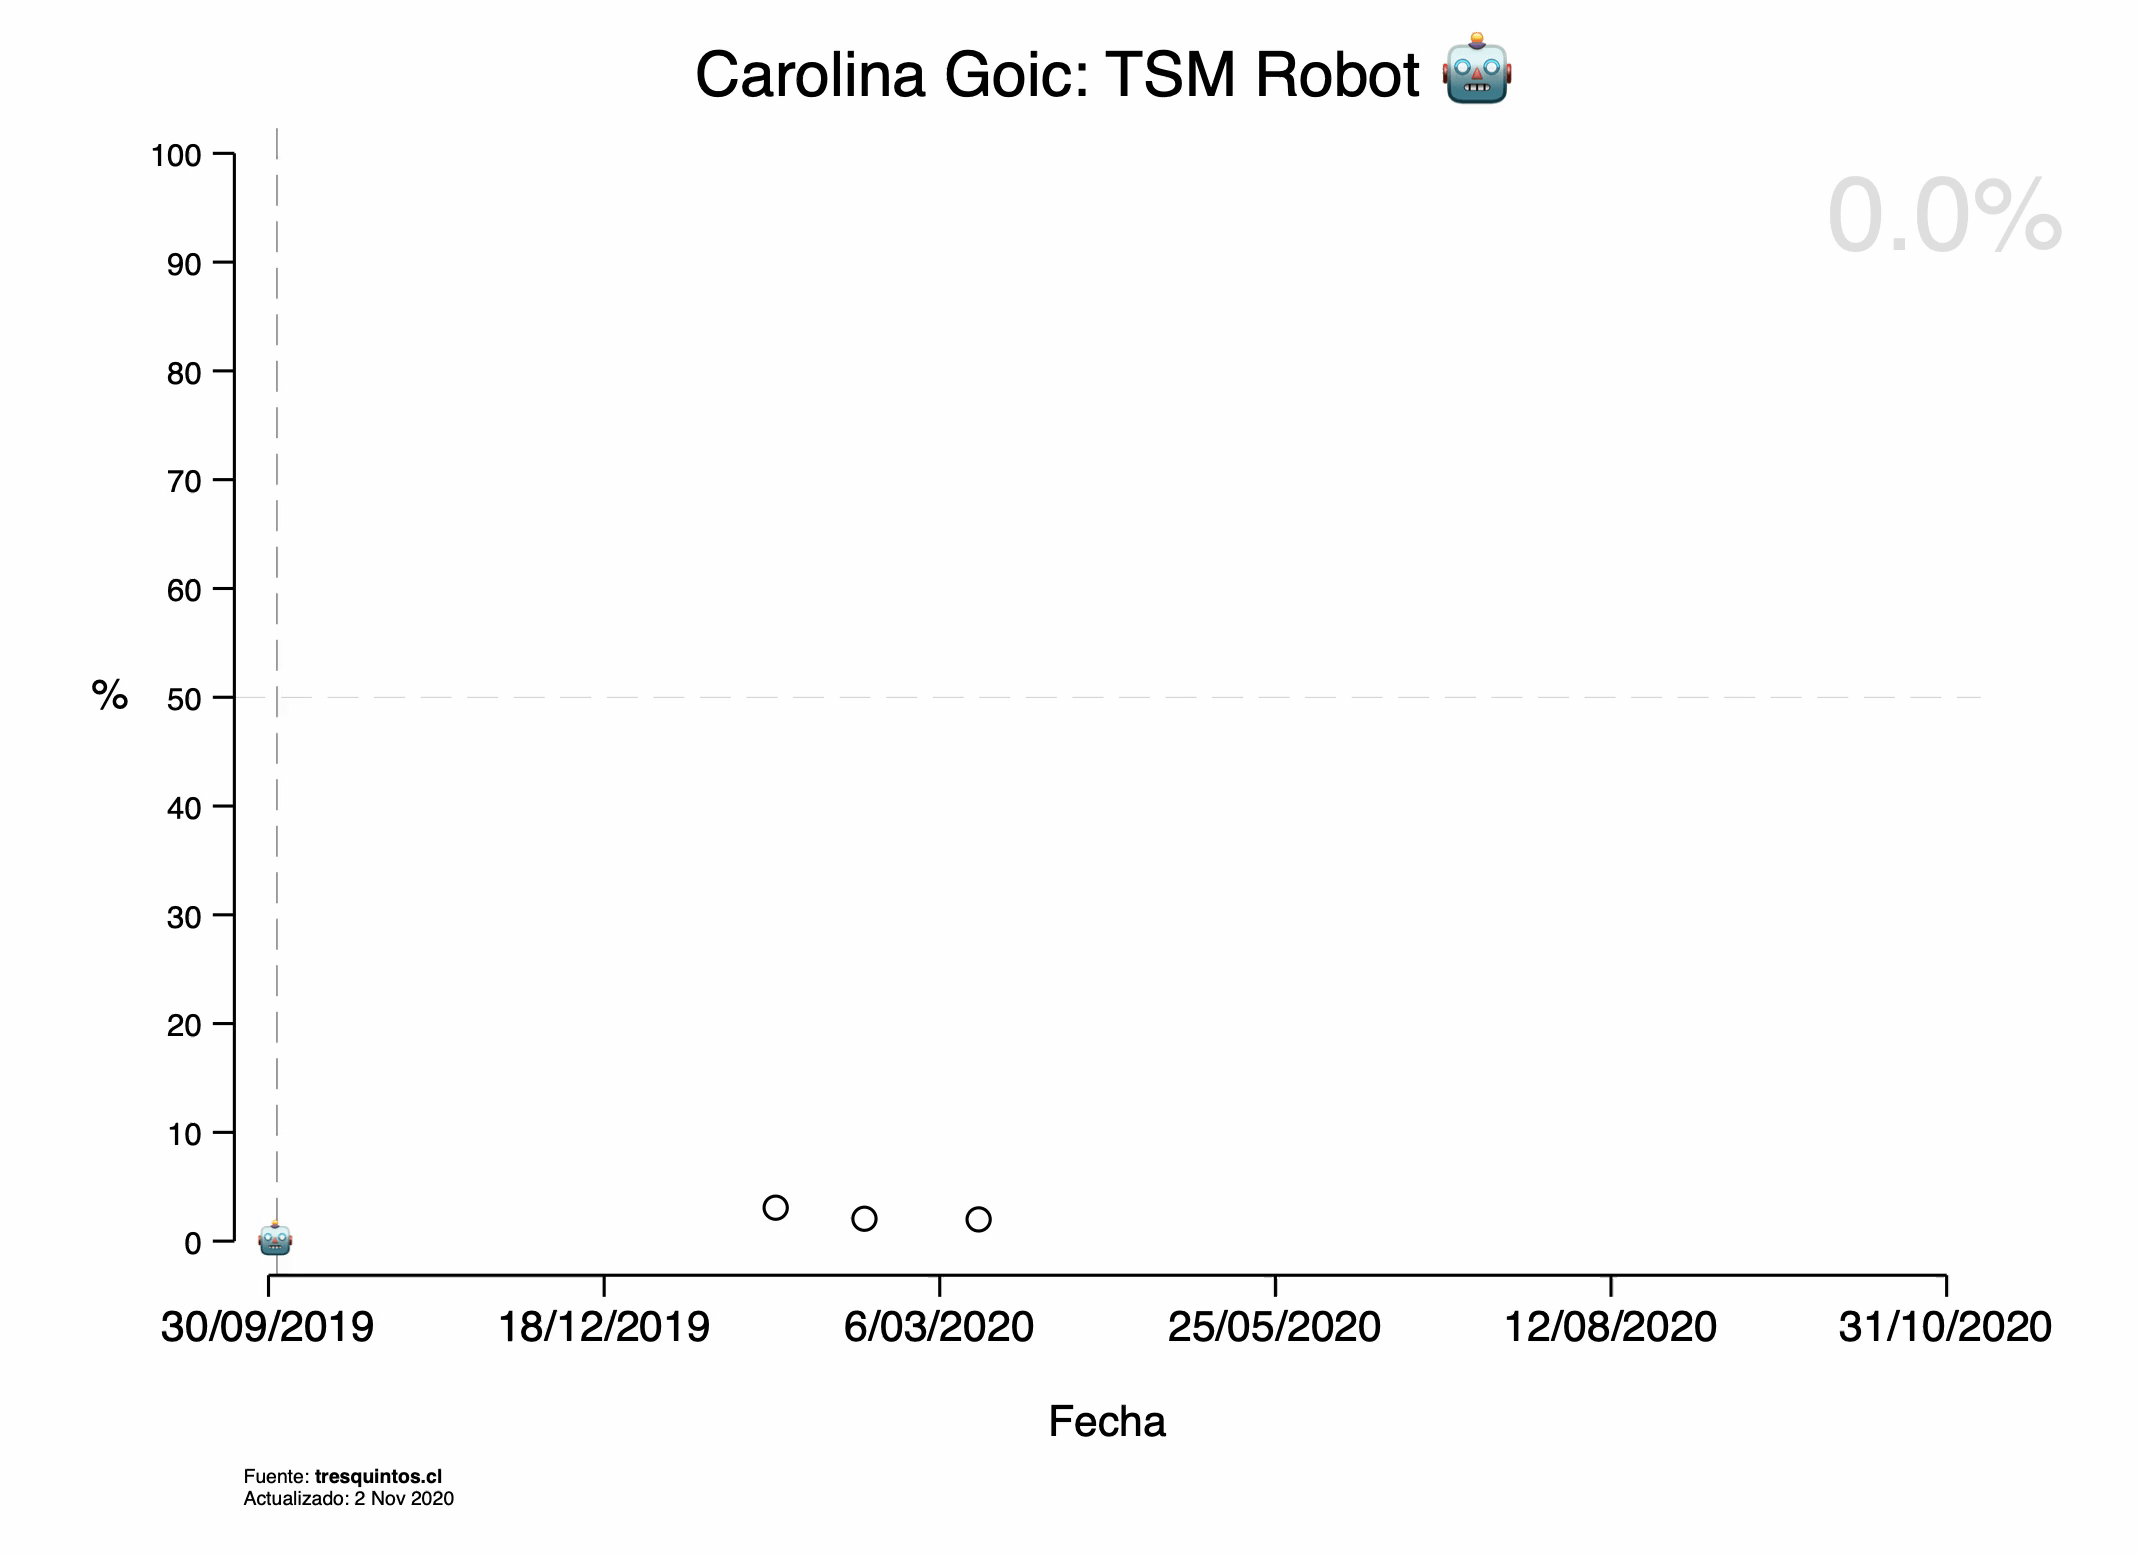 Carolina Goic: TSM Robot 🤖
0.0%
100
90
80
70
60
50
40
30
20
10
0
%
30/09/2019 18/12/2019 6/03/2020 25/05/2020 12/08/2020 31/10/2020
Fecha
Fuente: tresquintos.cl
Actualizado: 2 Nov 2020